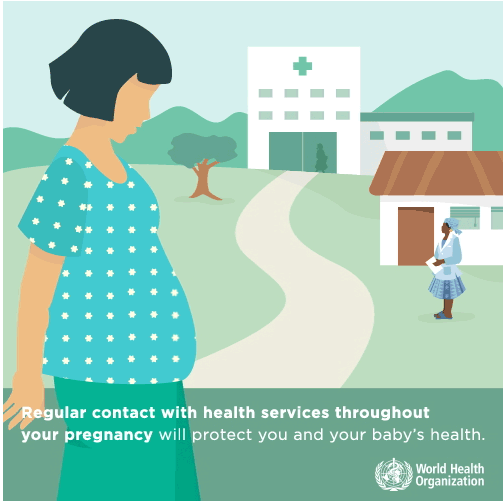 Regular contact with health services throughout
your pregnancy will protect you and your baby's health.
World Health
Organization